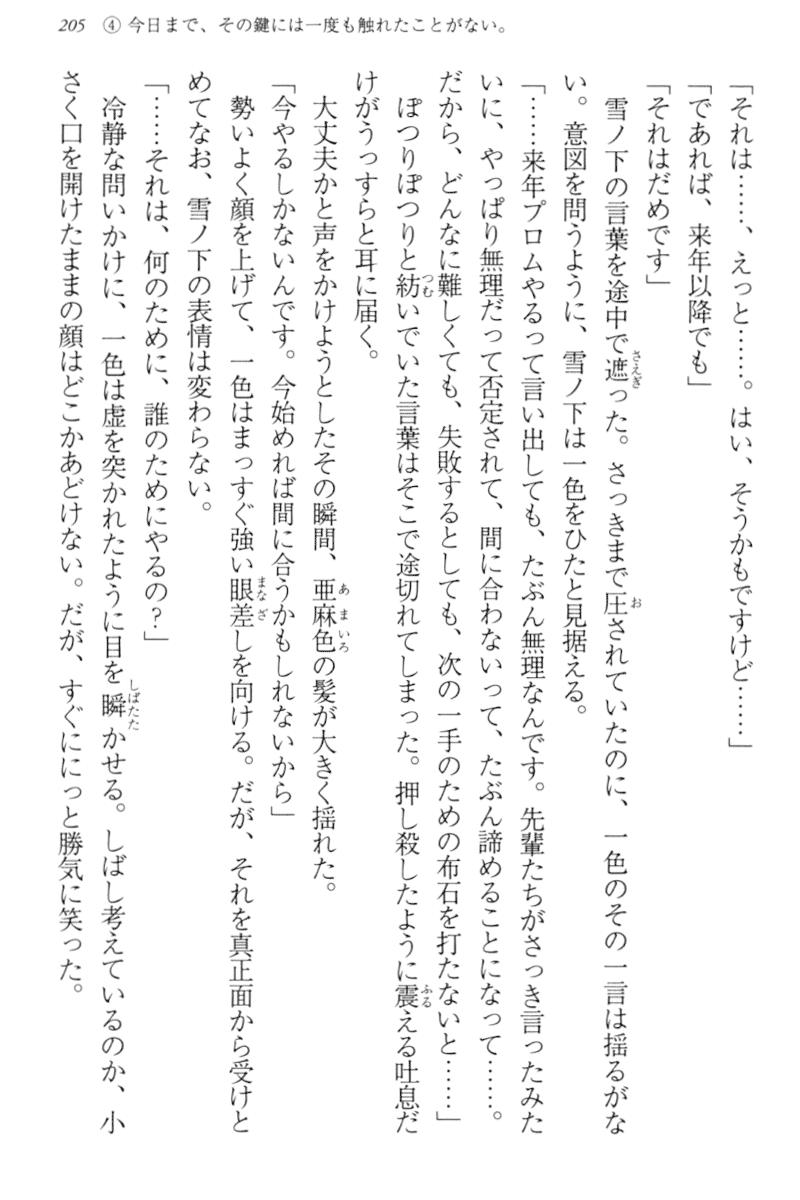 205 ④ 今日まで、その鍵には一度も触れたことがない。
「それは……、えっと……。はい、そうかもですけど……」
「であれば、来年以降でも」
「それはだめです」
　雪ノ下の言葉を途中で遮った。さっきまで圧されていたのに、一色のその一言は揺るがな
い。意図を問うように、雪ノ下は一色をひたと見据える。
「……来年プロムやるって言い出しても、たぶん無理なんです。先輩たちがさっき言ったみた
いに、やっぱり無理だって否定されて、間に合わないって、たぶん諦めることになって……。
だから、どんなに難しくても、失敗するとしても、次の一手のための布石を打たないと……」
　ぽつりぽつりと紡いでいた言葉はそこで途切れてしまった。押し殺したように震える吐息だ
けがうっすらと耳に届く。
　大丈夫かと声をかけようとしたその瞬間、亜麻色の髪が大きく揺れた。
「今やるしかないんです。今始めれば間に合うかもしれないから」
　勢いよく顔を上げて、一色はまっすぐ強い眼差しを向ける。だが、それを真正面から受けと
めてなお、雪ノ下の表情は変わらない。
「……それは、何のために、誰のためにやるの？」
　冷静な問いかけに、一色は虚を突かれたように目を瞬かせる。しばし考えているのか、小
さく口を開けたままの顔はどこかあどけない。だが、すぐににっと勝気に笑った。